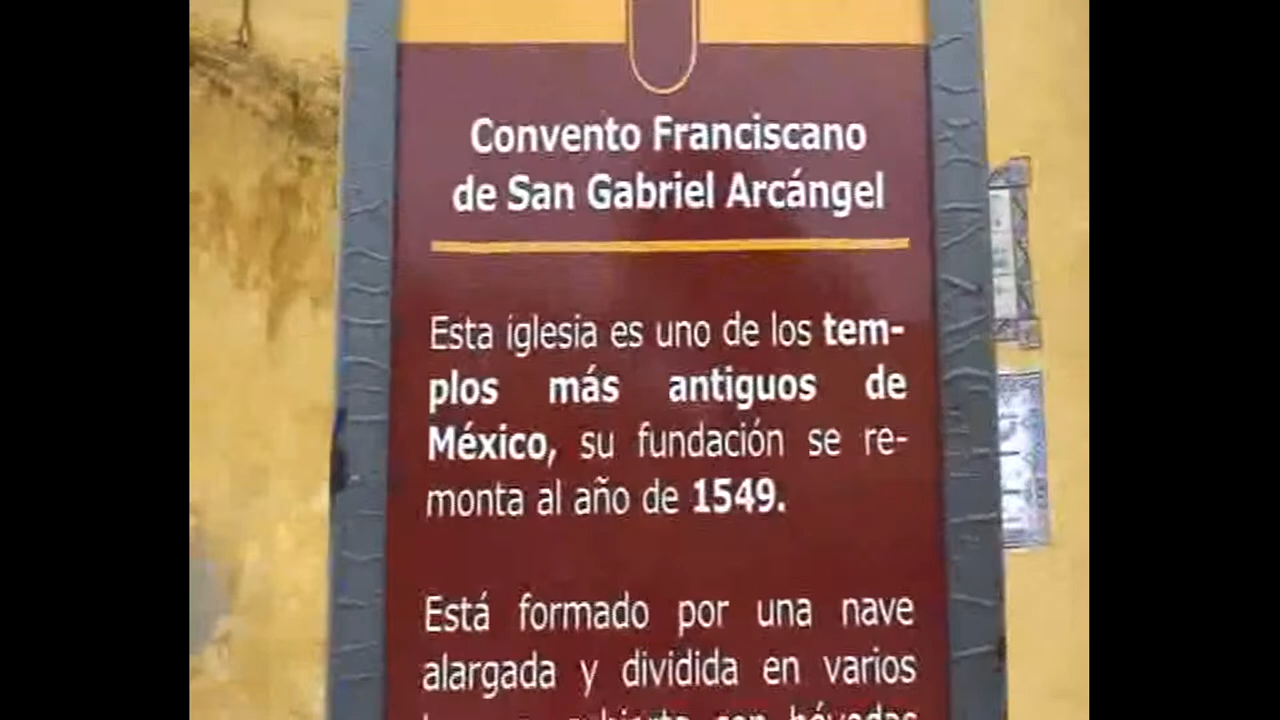 Convento Franciscano
de San Gabriel Arcángel
Esta iglesia es uno de los tem-
plos más antiguos de
México, su fundación se re-
monta al año de 1549.
Está formado por una nave
alargada y dividida en varios